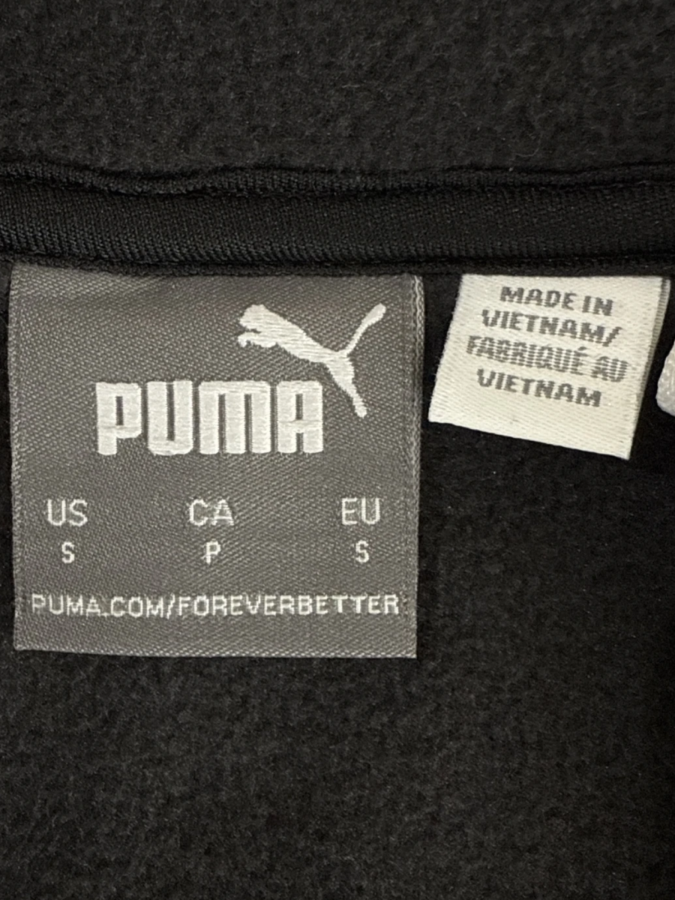 PUMA
US CA EU
S P S
PUMA.COM/FOREVERBETTER
MADE IN
VIETNAM/
FABRIQUÉ AU
VIETNAM